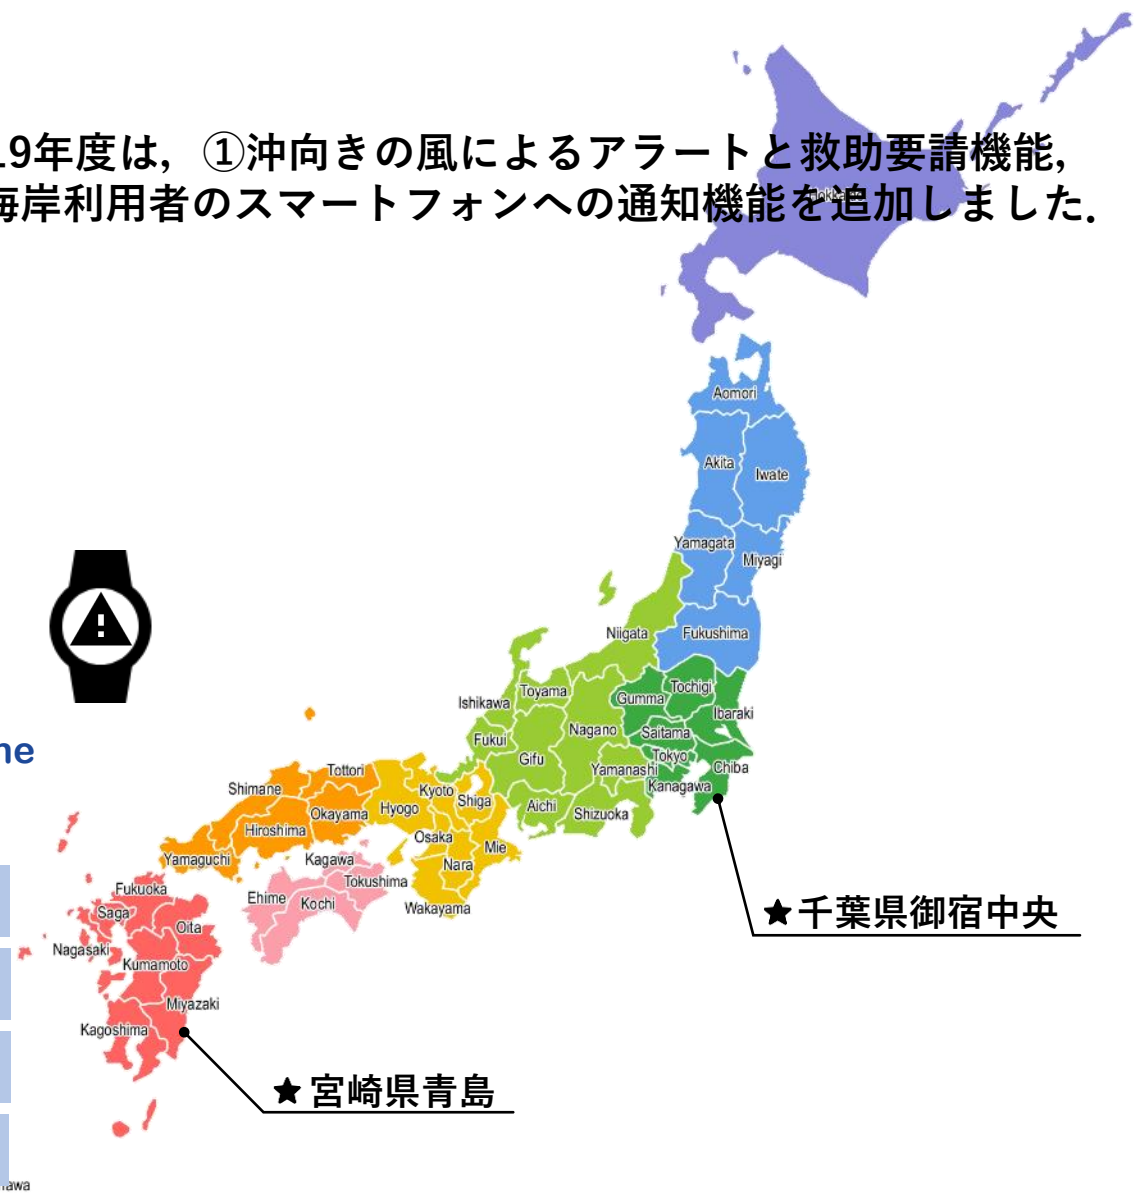 .9年度は，①沖向きの風によるアラートと救助要請機能，
海岸利用者のスマートフォンへの通知機能を追加しました．
Hokkaido
Aomori
Akita
Iwate
Yamagata
Miyagi
Niigata
Fukushima
Ishikawa
Toyama
Gumma
Tochigi
Ibaraki
Fukui
Nagano
Saitama
Gifu
Tokyo
Yamanashi
Chiba
Kanagawa
ne
Tottori
Shimane
Kyoto
Shiga
Okayama
Hyogo
Aichi
Shizuoka
Hiroshima
Osaka
Mie
Yamaguchi
Kagawa
Nara
Tokushima
Fukuoka
Ehime
Kochi
Wakayama
Saga
Oita
★千葉県御宿中央
Nagasaki
Kumamoto
Miyazaki
Kagoshima
★宮崎県青島
awa